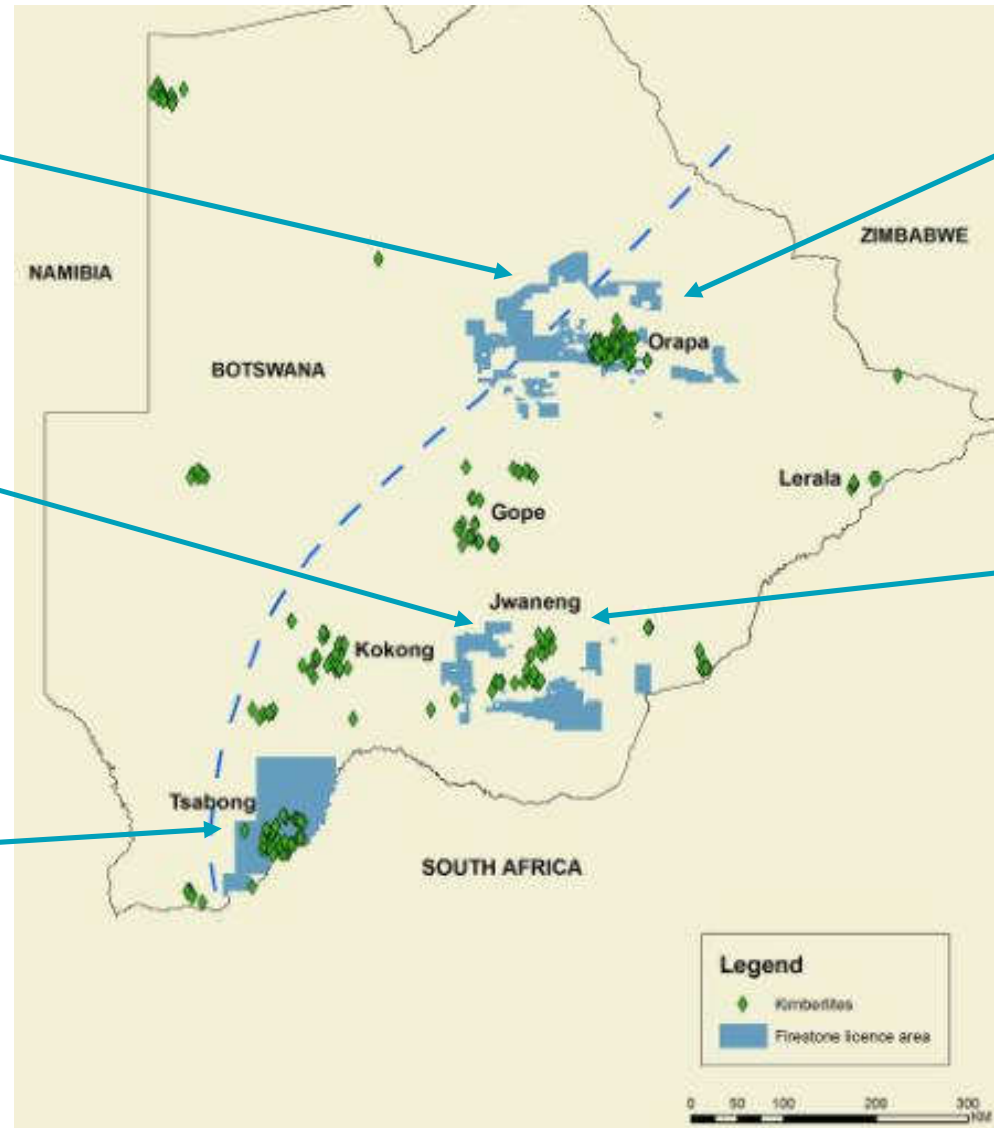 ZIMBABWE
NAMIBIA
Orapa
BOTSWANA
Lerala
Gope
Jwaneng
Kokong
Tsabong
SOUTH AFRICA
Legend
Kimberlites
Firestone licence area
0 50 100 200 300
KM